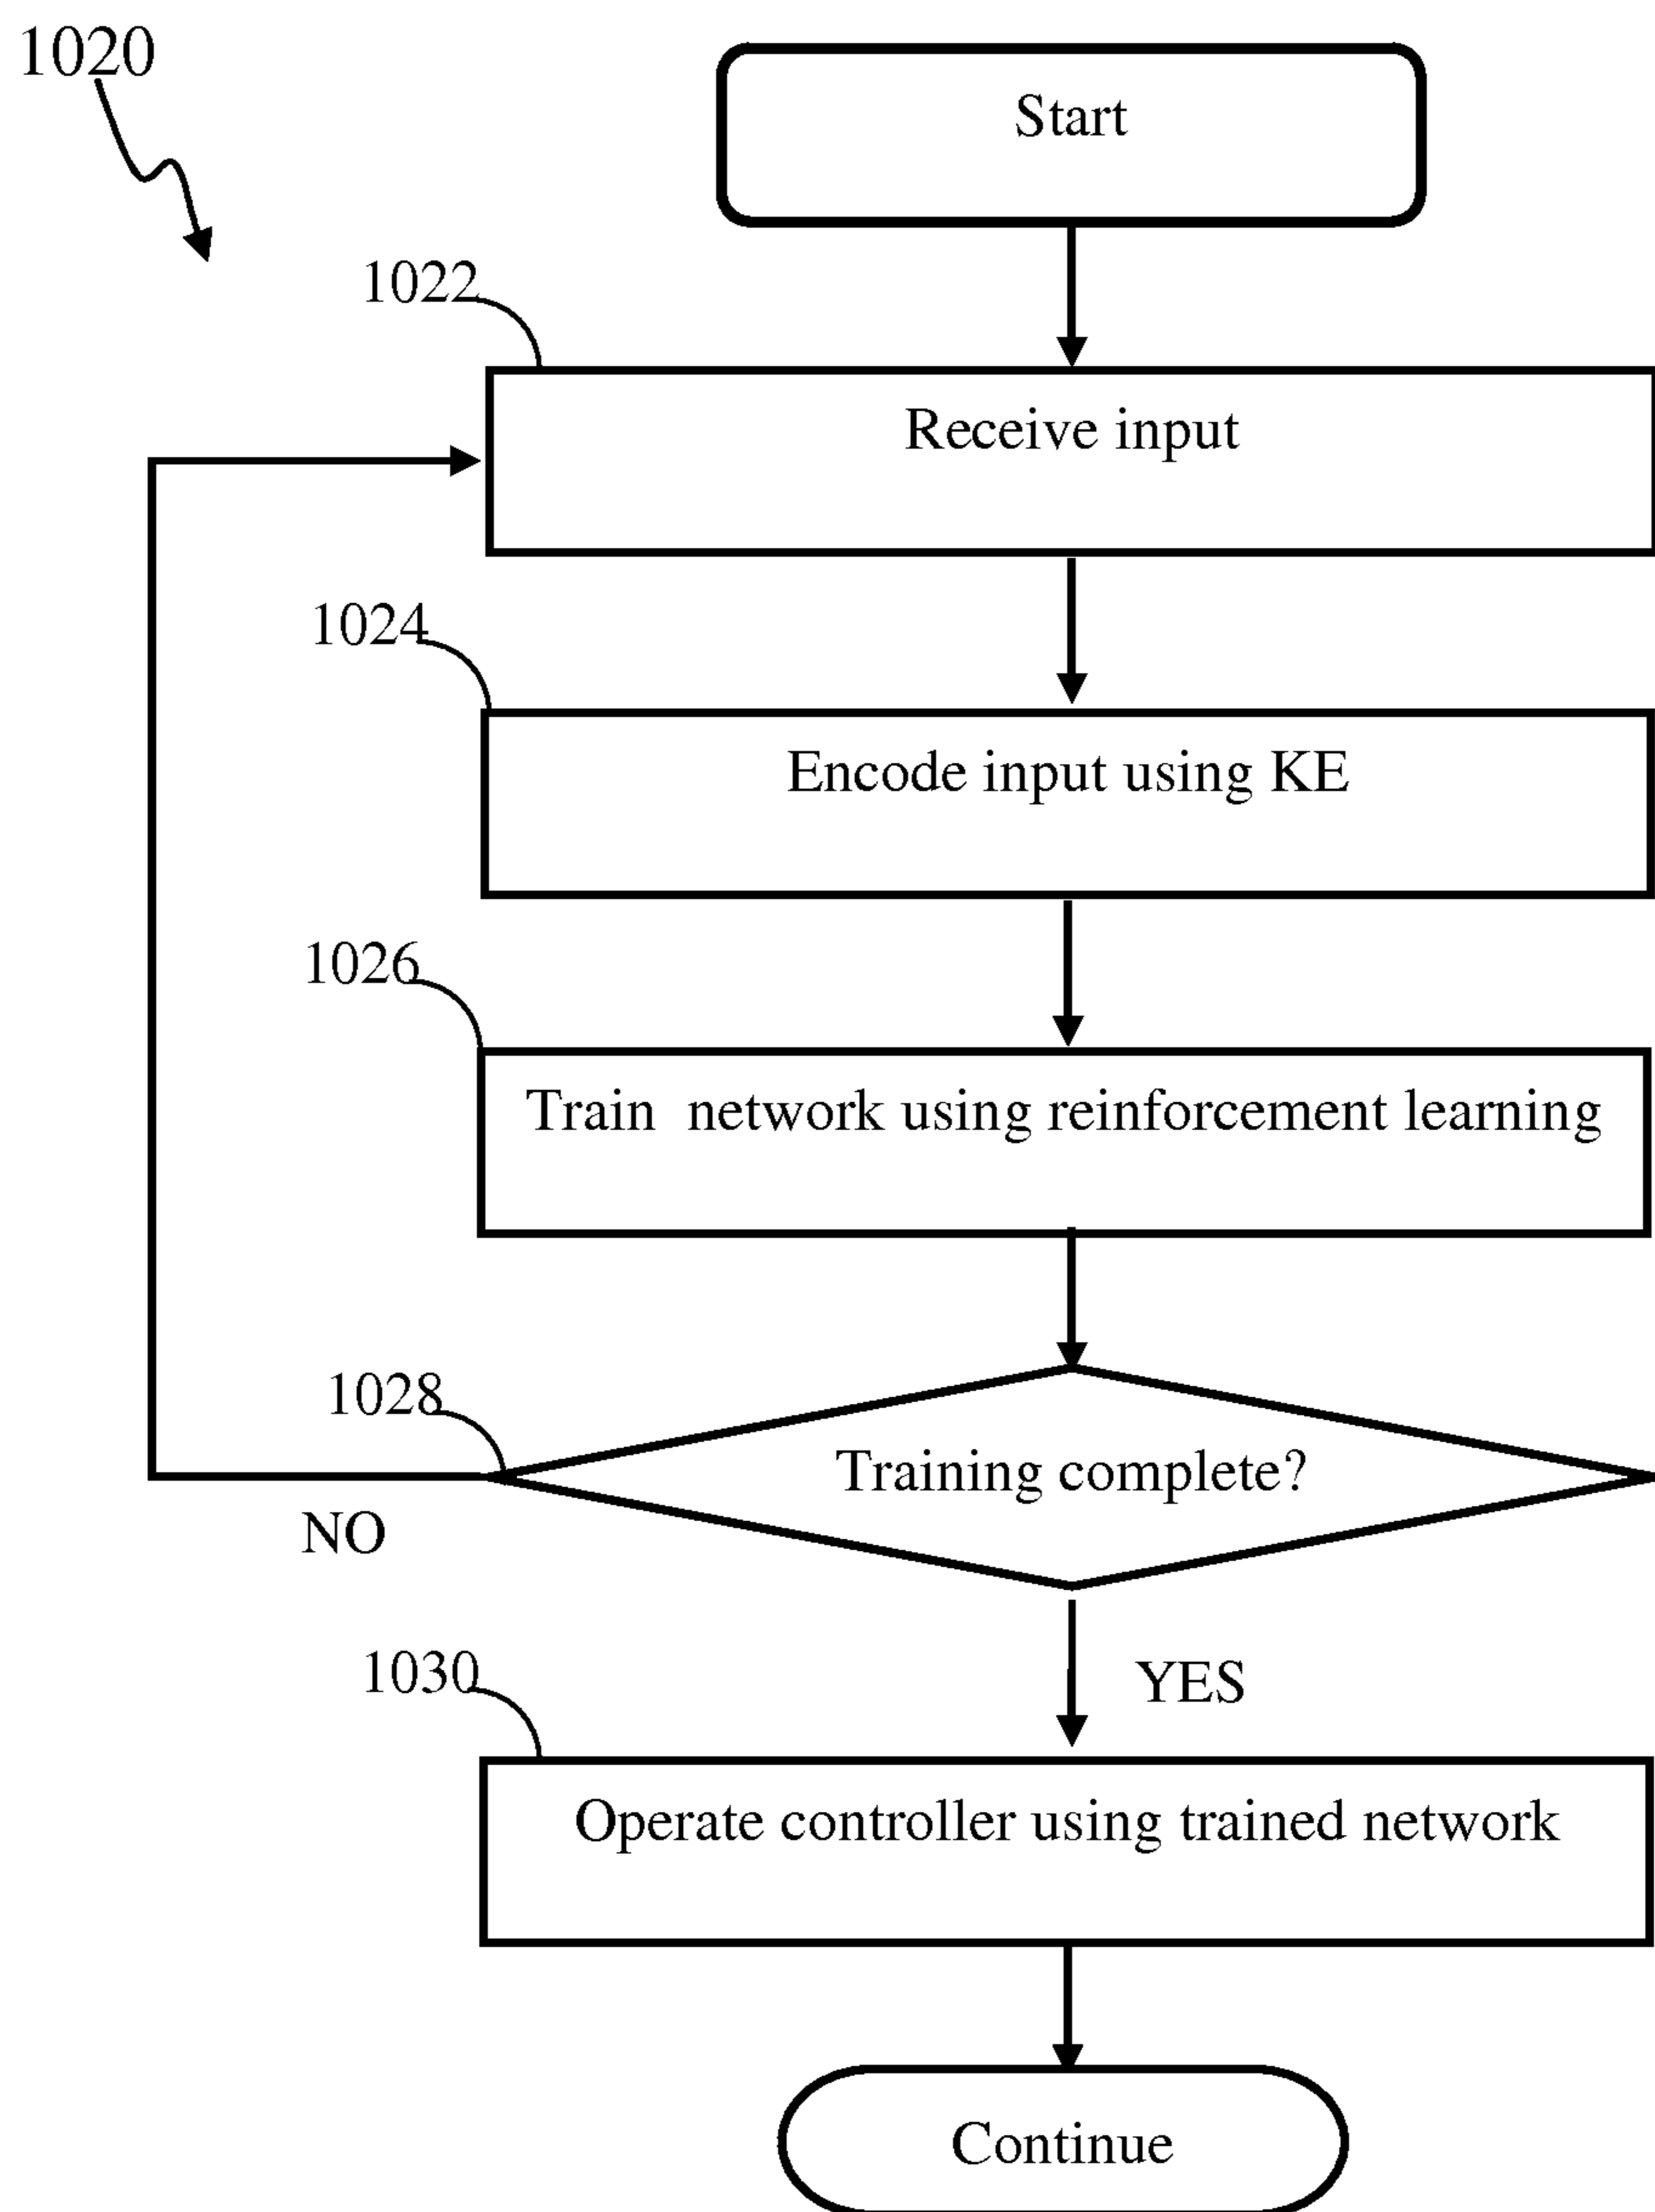 1020
Start
1022
Receive input
1024
Encode input using KE
1026
Train network using reinforcement learning
1028
Training complete?
NO
YES
1030
Operate controller using trained network
Continue